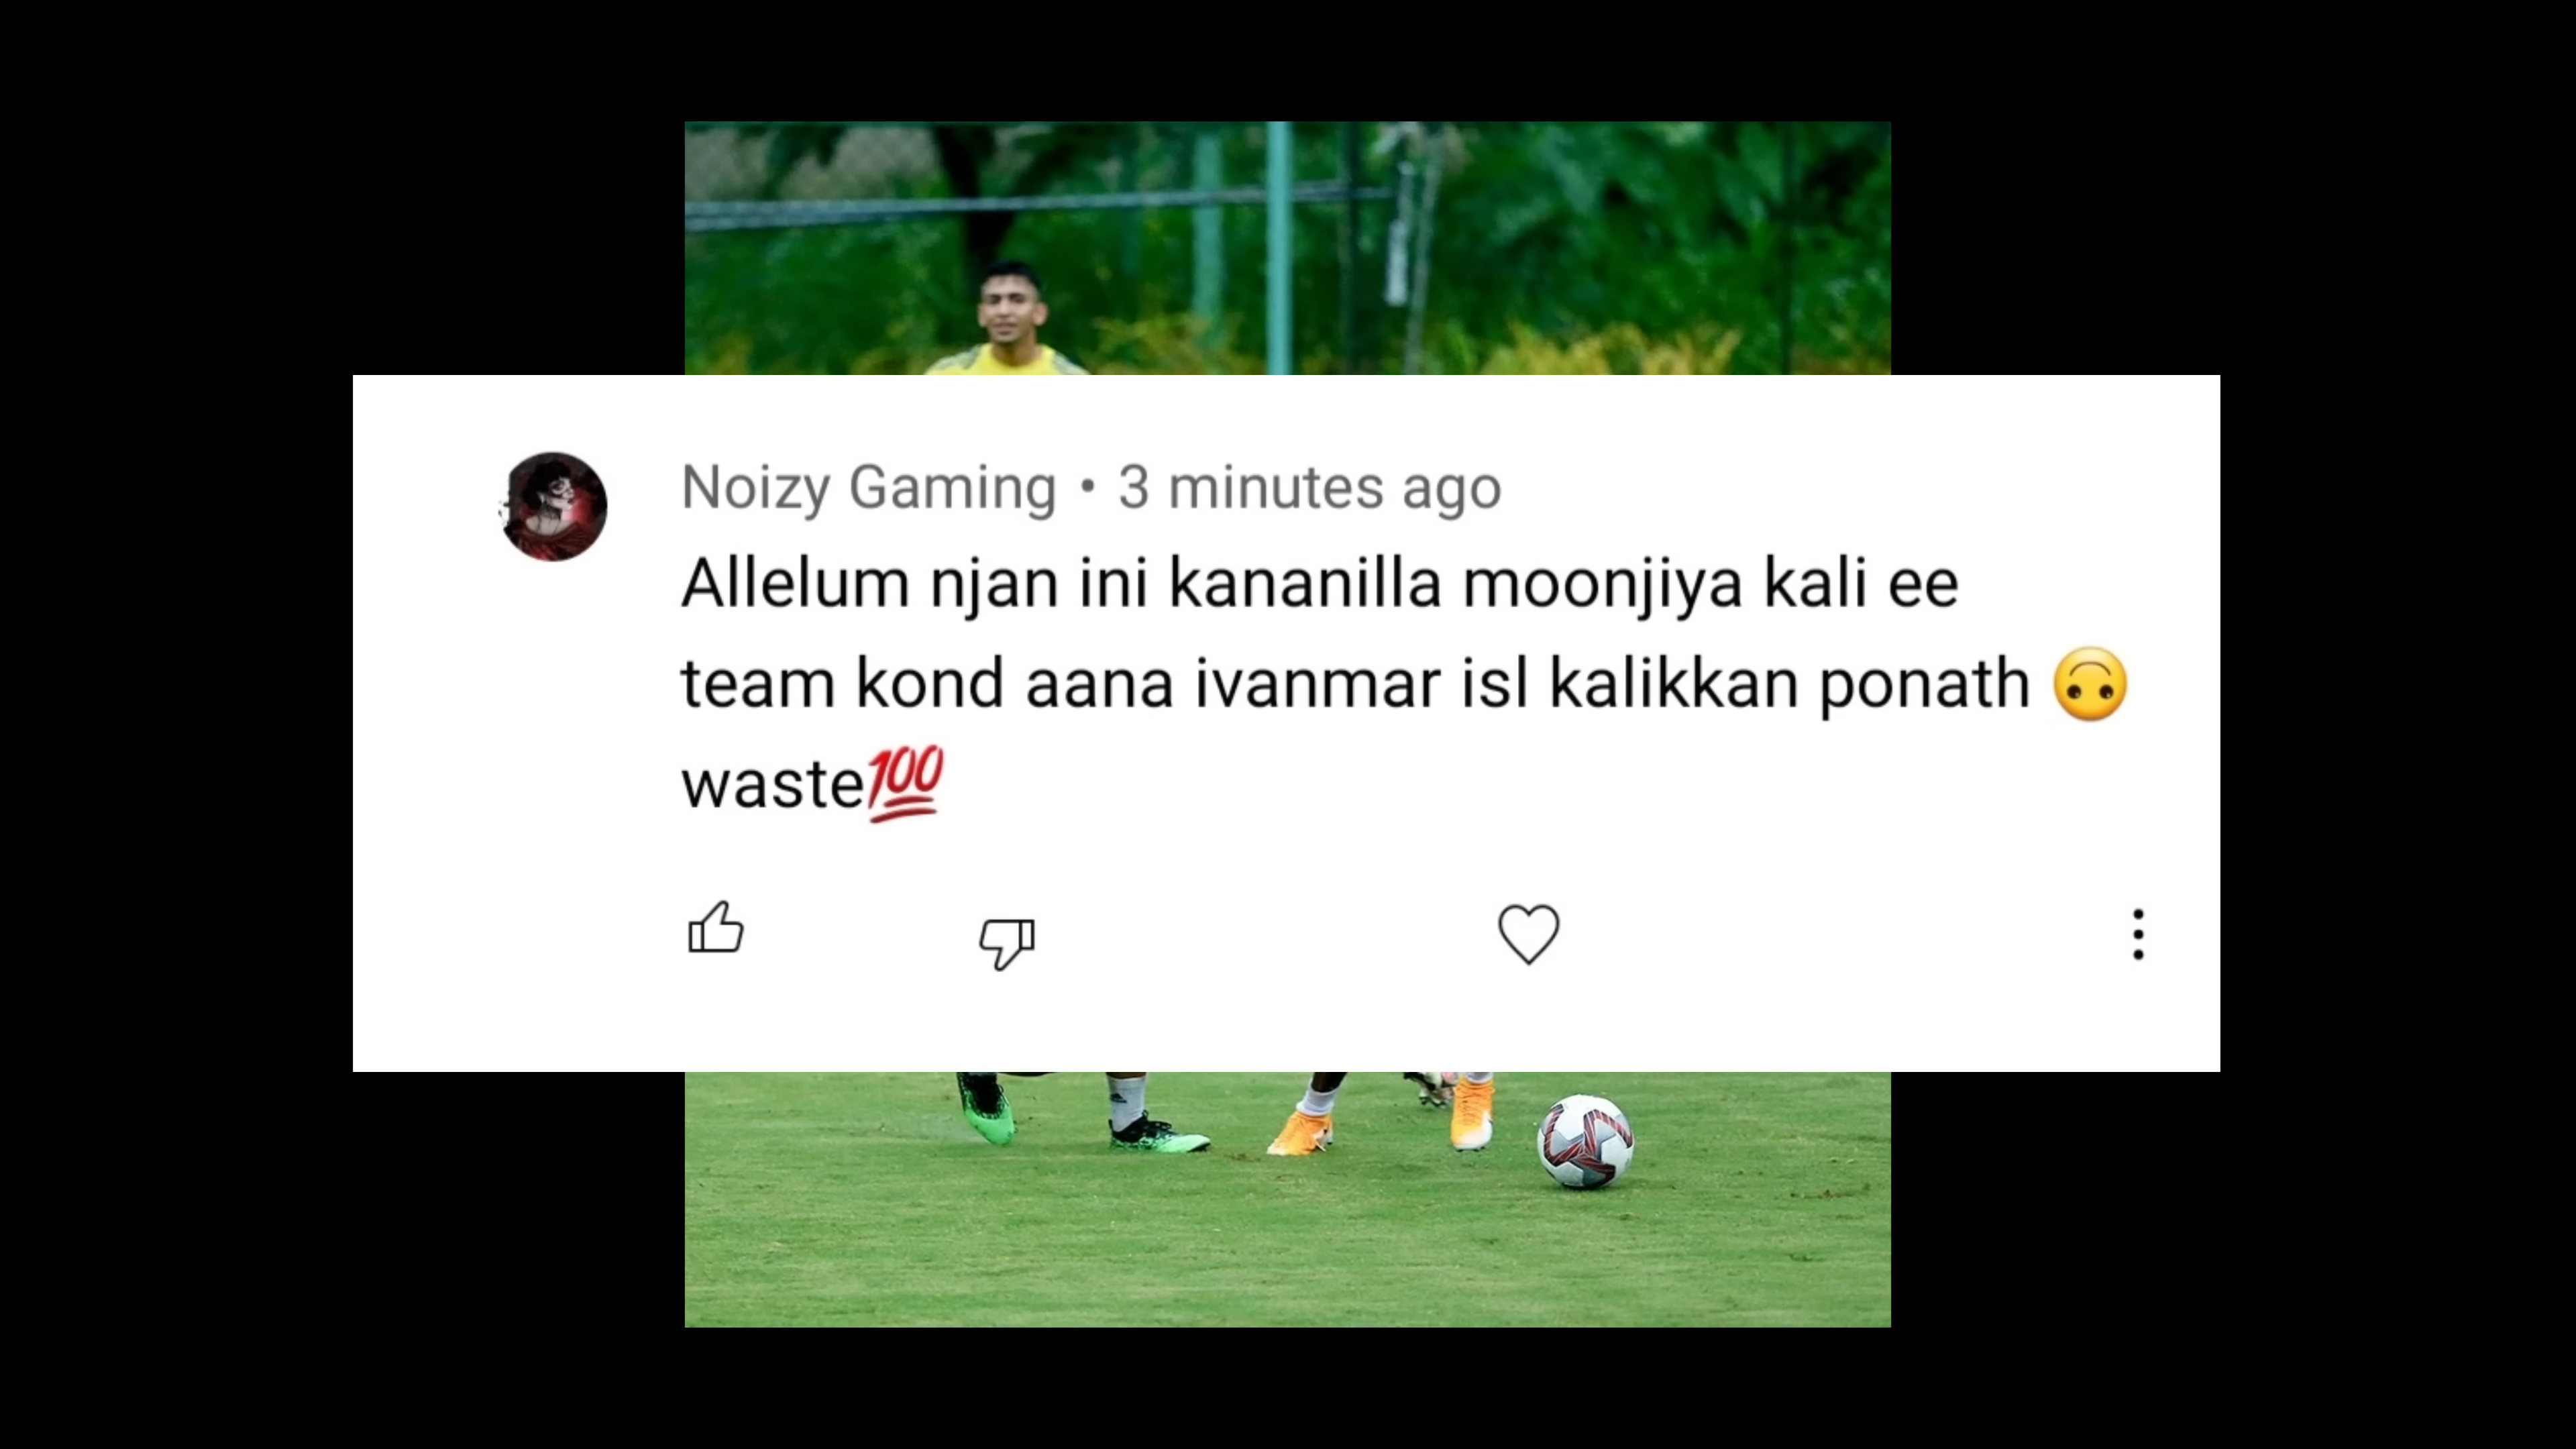 Noizy Gaming • 3 minutes ago
Allelum njan ini kananilla moonjiya kali ee
team kond aana ivanmar isl kalikkan ponath 🙃
waste💯